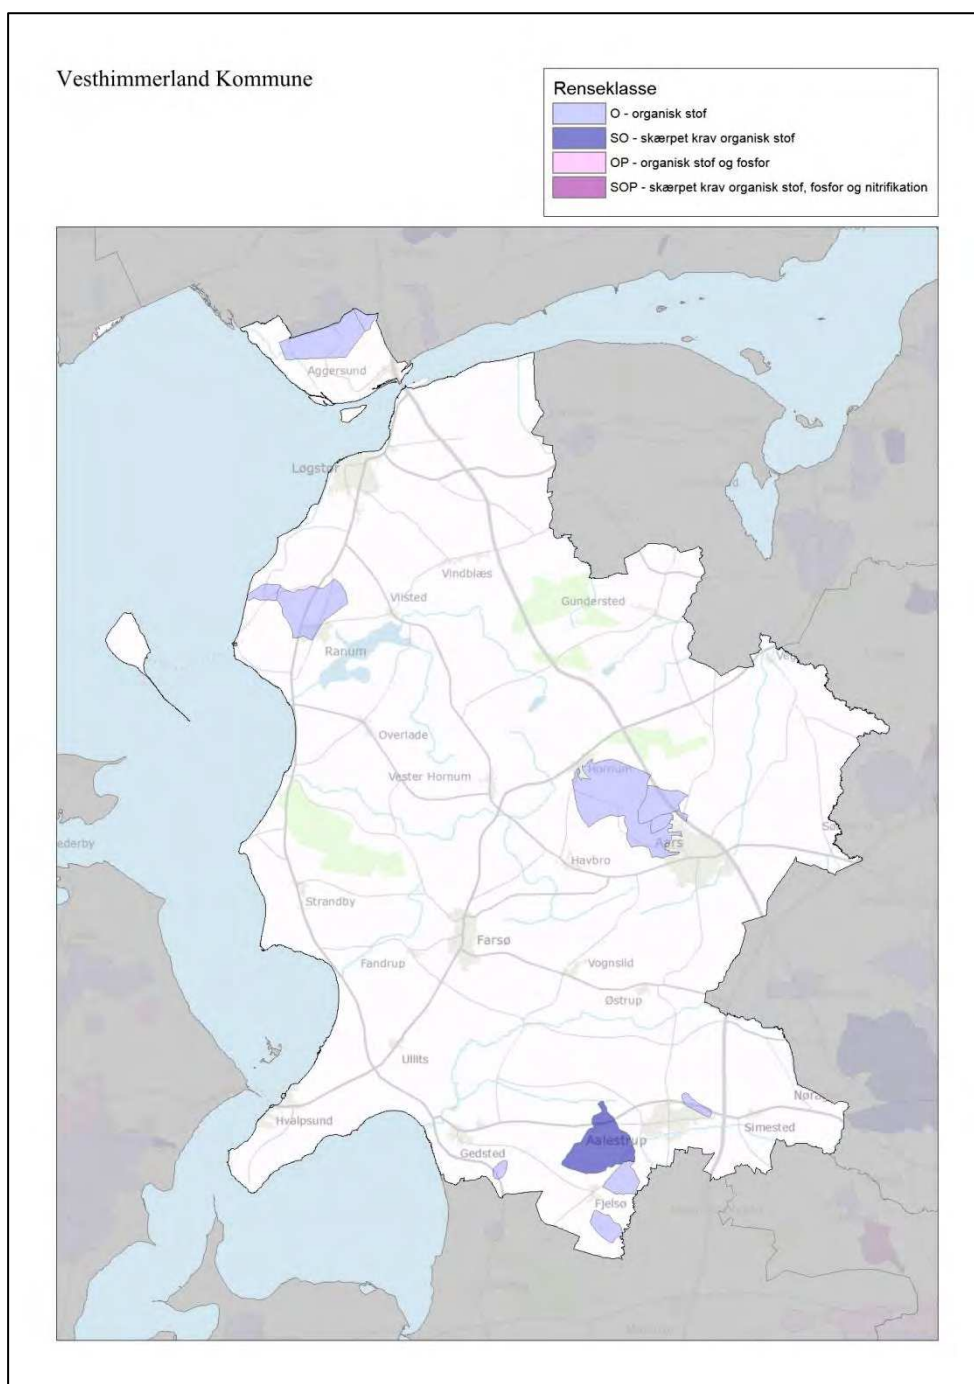 Vesthimmerland Kommune
Renseklasse
O - organisk stof
SO - skærpet krav organisk stof
OP - organisk stof og fosfor
SOP - skærpet krav organisk stof, fosfor og nitrifikation
Aggersund
Løgstør
Vindblæs
Vilsted
Gundersted
Ranum
Overlade
Vester Hornum
Hornum
ederby
Aars
Havbro
Strandby
Farsø
Fandrup
Vognsild
Østrup
Ullits
Hvalpsund
Simested
Aalestrup
Gedsted
Fjelsø